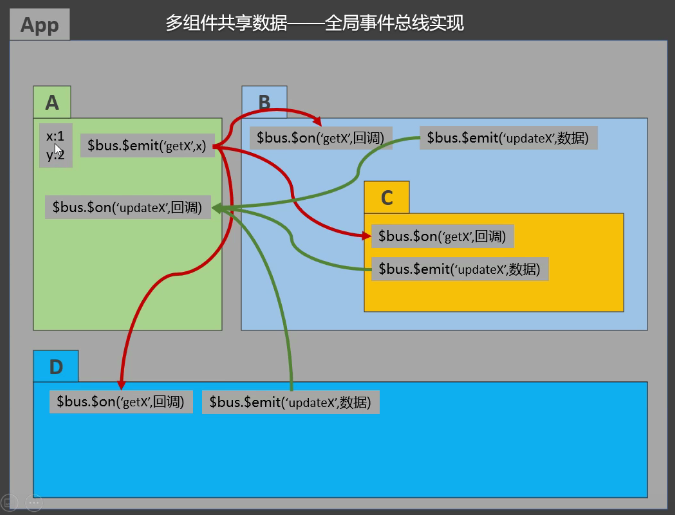 多组件共享数据——全局事件总线实现
App
A
B
x:1
y:2
$bus.$emit(‘getX’,x)
$bus.$on(‘getX’,回调)
$bus.$emit(‘updateX’,数据)
$bus.$on(‘updateX’,回调)
C
$bus.$on(‘getX’,回调)
$bus.$emit(‘updateX’,数据)
D
$bus.$on(‘getX’,回调)
$bus.$emit(‘updateX’,数据)